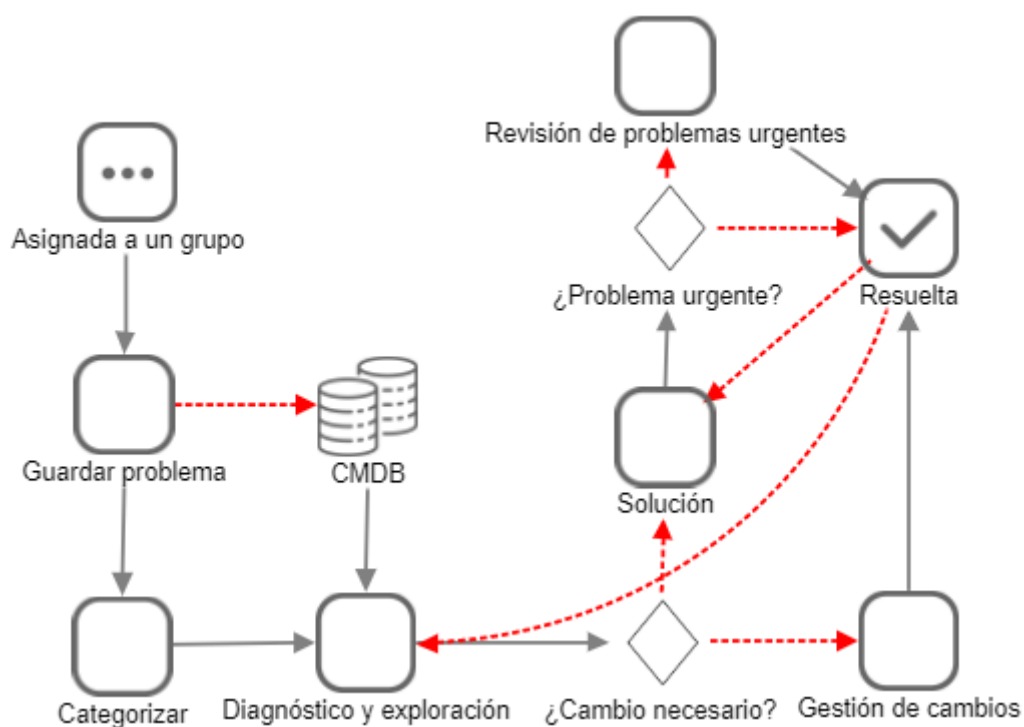 Revisión de problemas urgentes
Asignada a un grupo
¿Problema urgente?
Resuelta
Guardar problema
CMDB
Solución
Categorizar
Diagnóstico y exploración
¿Cambio necesario?
Gestión de cambios